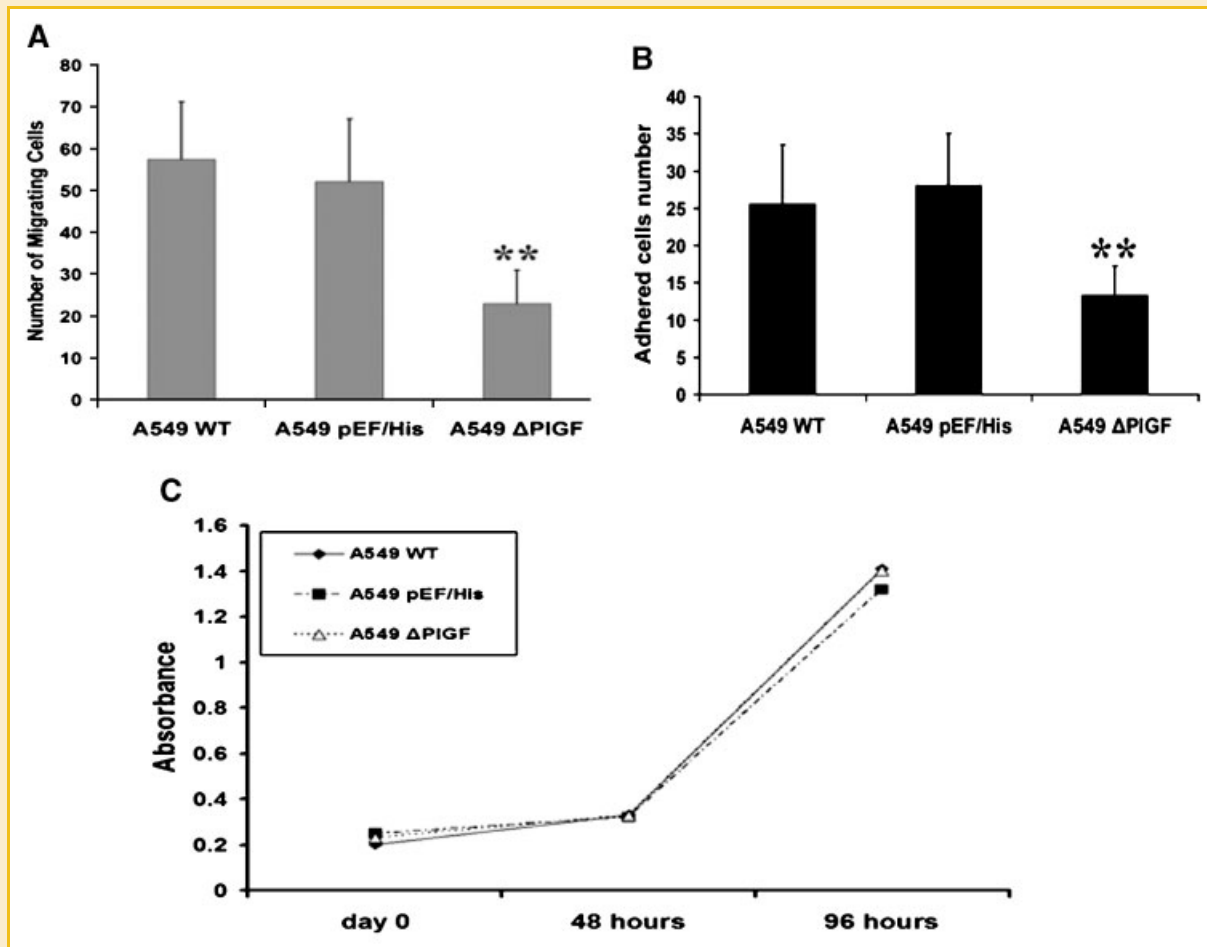 A
Number of Migrating Cells
80
70
60
50
40
30
20
10
0
**
A549 WT A549 pEF/His A549 ΔPIGF
B
Adhered cells number
40
35
30
25
20
15
10
5
0
**
A549 WT A549 pEF/His A549 ΔPIGF
C
Absorbance
1.6
1.4
1.2
1
0.8
0.6
0.4
0.2
0
A549 WT
A549 pEF/His
A549 ΔPIGF
day 0 48 hours 96 hours